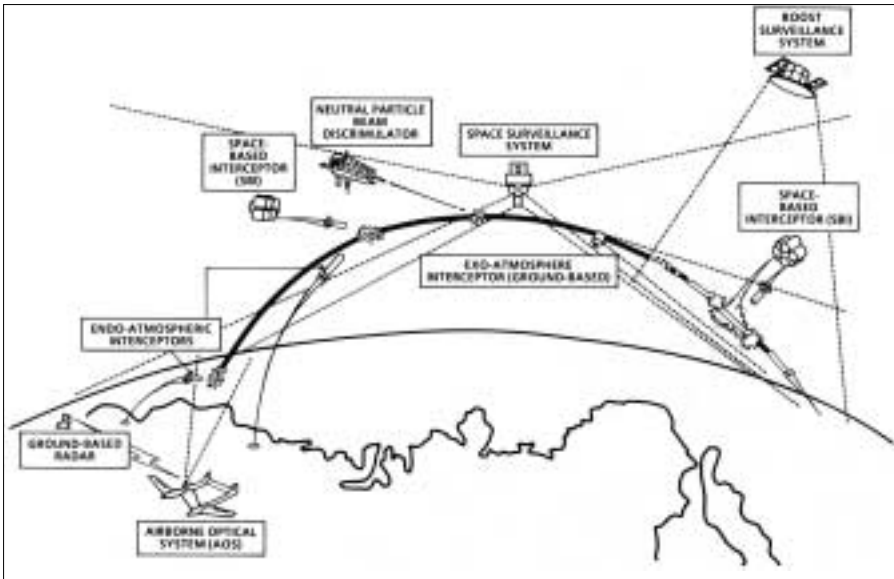 BOOST
SURVEILLANCE
SYSTEM
NEUTRAL PARTICLE
BEAM
DISCRIMULATOR
SPACE SURVEILLANCE
SYSTEM
SPACE-
BASED
INTERCEPTOR
(SBI)
SPACE-
BASED
INTERCEPTOR (SBI)
EXO-ATMOSPHERE
INTERCEPTOR (GROUND-BASED)
ENDO-ATMOSPHERIC
INTERCEPTORS
GROUND-BASED
RADAR
AIRBORNE OPTICAL
SYSTEM (AOS)